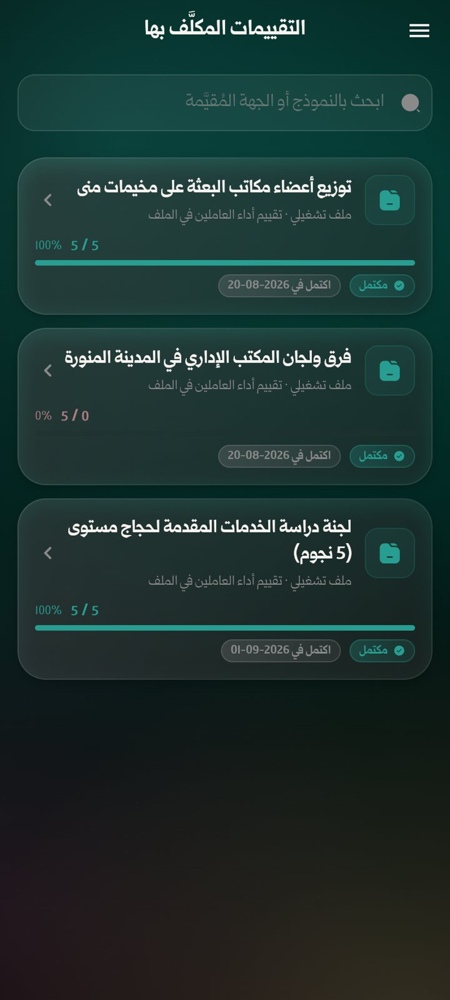 التقييمات المكلَّف بها
ابحث بالنموذج أو الجهة المُقيَّمة
توزيع أعضاء مكاتب البعثة على مخيمات منى
ملف تشغيلي · تقييم أداء العاملين في الملف
5 / 5 100%
مكتمل اكتمل في 2026-08-20
فرق ولجان المكتب الإداري في المدينة المنورة
ملف تشغيلي · تقييم أداء العاملين في الملف
5 / 0 0%
مكتمل اكتمل في 2026-08-20
لجنة دراسة الخدمات المقدمة لحجاج مستوى
(5 نجوم)
ملف تشغيلي · تقييم أداء العاملين في الملف
5 / 5 100%
مكتمل اكتمل في 2026-09-01